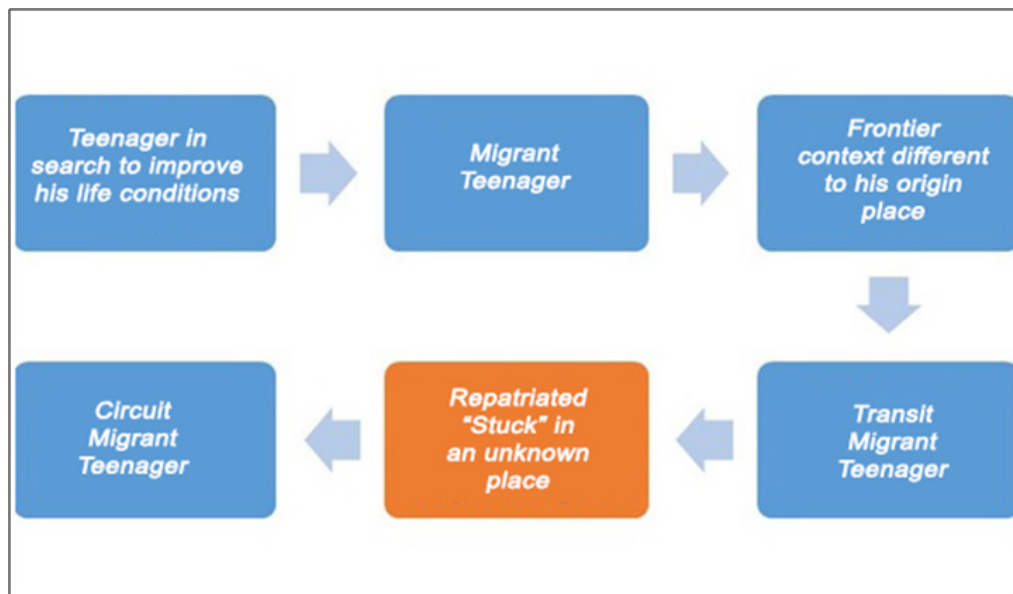 Teenager in
search to improve
his life conditions
Migrant
Teenager
Frontier
context different
to his origin
place
Transit
Migrant
Teenager
Repatriated
“Stuck” in
an unknown
place
Circuit
Migrant
Teenager